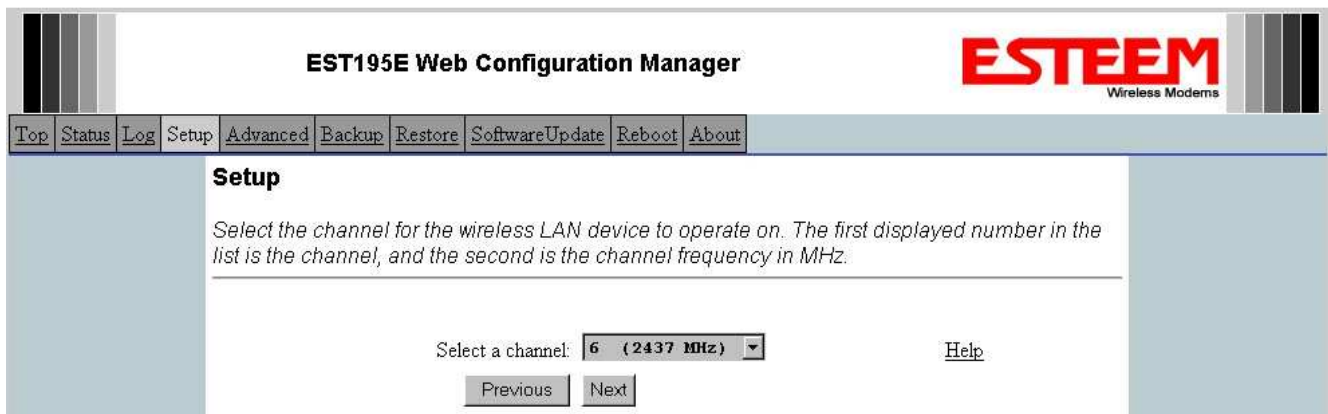 EST195E Web Configuration Manager
ESTEEM
Wireless Modems
Top Status Log Setup Advanced Backup Restore SoftwareUpdate Reboot About
Setup
Select the channel for the wireless LAN device to operate on. The first displayed number in the
list is the channel, and the second is the channel frequency in MHz.
Select a channel: 6 (2437 MHz) Help
Previous Next